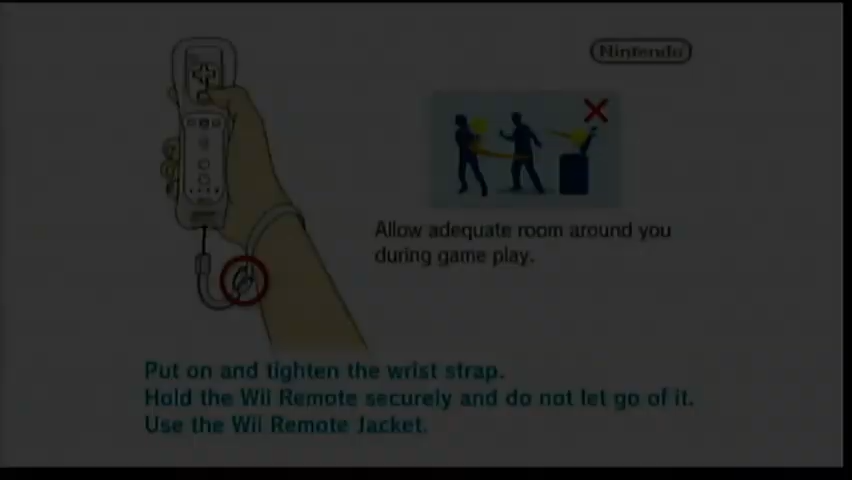 Nintendo
Allow adequate room around you
during game play.
Put on and tighten the wrist strap.
Hold the Wii Remote securely and do not let go of it.
Use the Wii Remote Jacket.